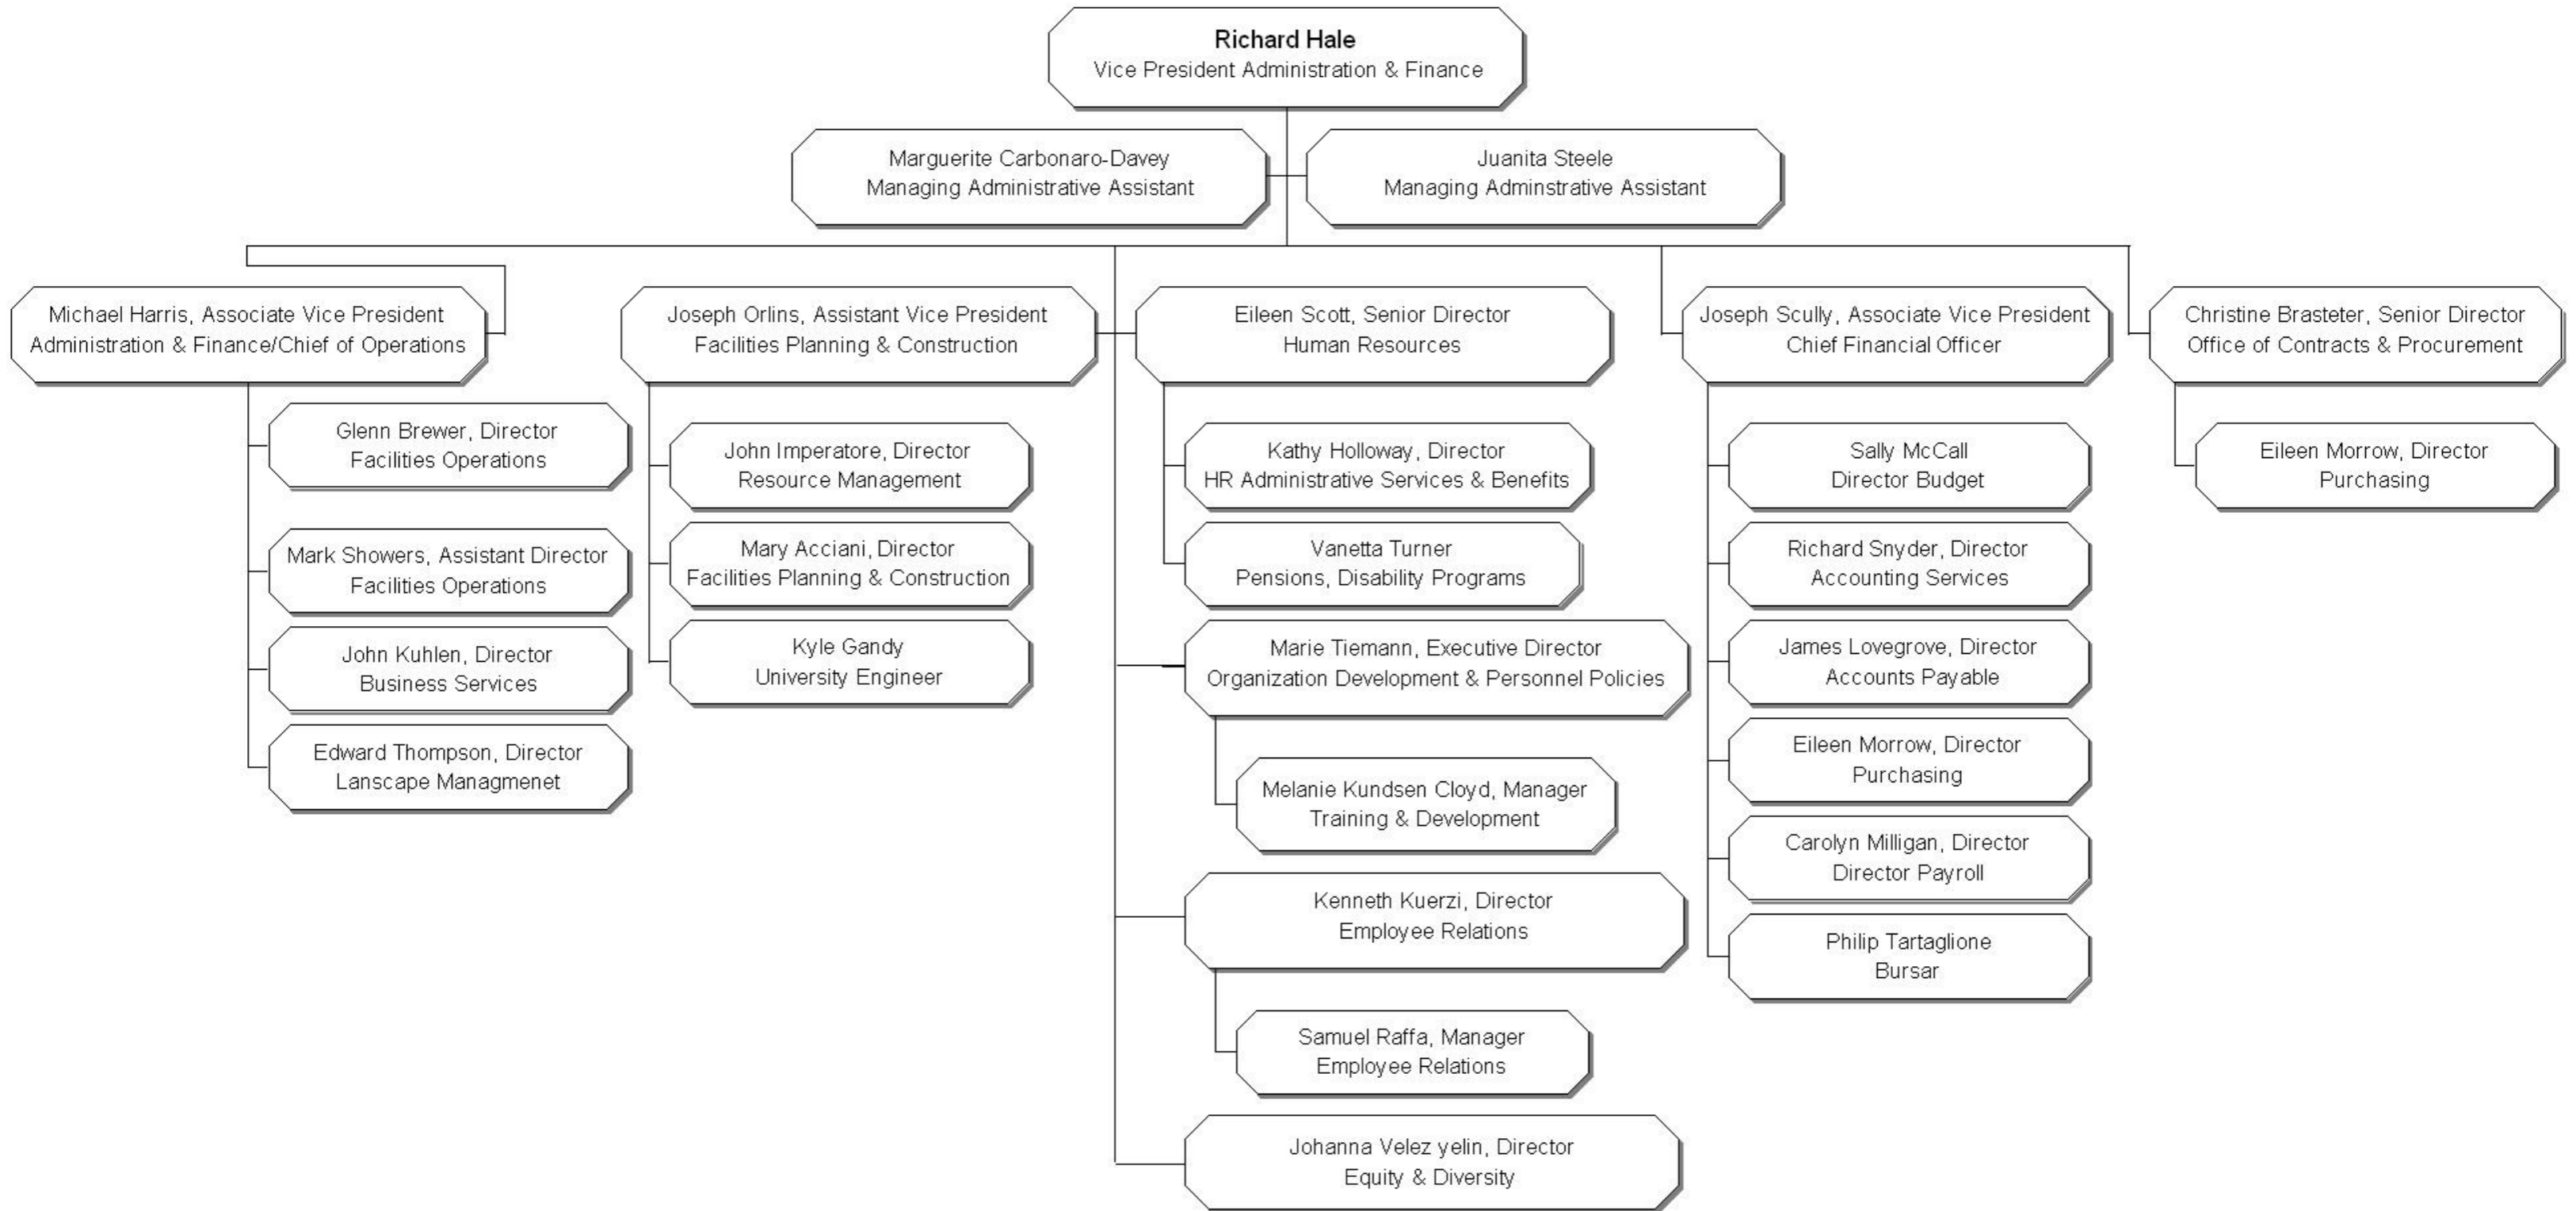 Richard Hale
Vice President Administration & Finance
Marguerite Carbonaro-Davey
Managing Administrative Assistant
Juanita Steele
Managing Adminstrative Assistant
Michael Harris, Associate Vice President
Administration & Finance/Chief of Operations
Glenn Brewer, Director
Facilities Operations
Mark Showers, Assistant Director
Facilities Operations
John Kuhlen, Director
Business Services
Edward Thompson, Director
Lanscape Managmenet
Joseph Orlins, Assistant Vice President
Facilities Planning & Construction
John Imperatore, Director
Resource Management
Mary Acciani, Director
Facilities Planning & Construction
Kyle Gandy
University Engineer
Eileen Scott, Senior Director
Human Resources
Kathy Holloway, Director
HR Administrative Services & Benefits
Vanetta Turner
Pensions, Disability Programs
Marie Tiemann, Executive Director
Organization Development & Personnel Policies
Melanie Kundsen Cloyd, Manager
Training & Development
Kenneth Kuerzi, Director
Employee Relations
Samuel Raffa, Manager
Employee Relations
Johanna Velez yelin, Director
Equity & Diversity
Joseph Scully, Associate Vice President
Chief Financial Officer
Sally McCall
Director Budget
Richard Snyder, Director
Accounting Services
James Lovegrove, Director
Accounts Payable
Eileen Morrow, Director
Purchasing
Carolyn Milligan, Director
Director Payroll
Philip Tartaglione
Bursar
Christine Brasteter, Senior Director
Office of Contracts & Procurement
Eileen Morrow, Director
Purchasing